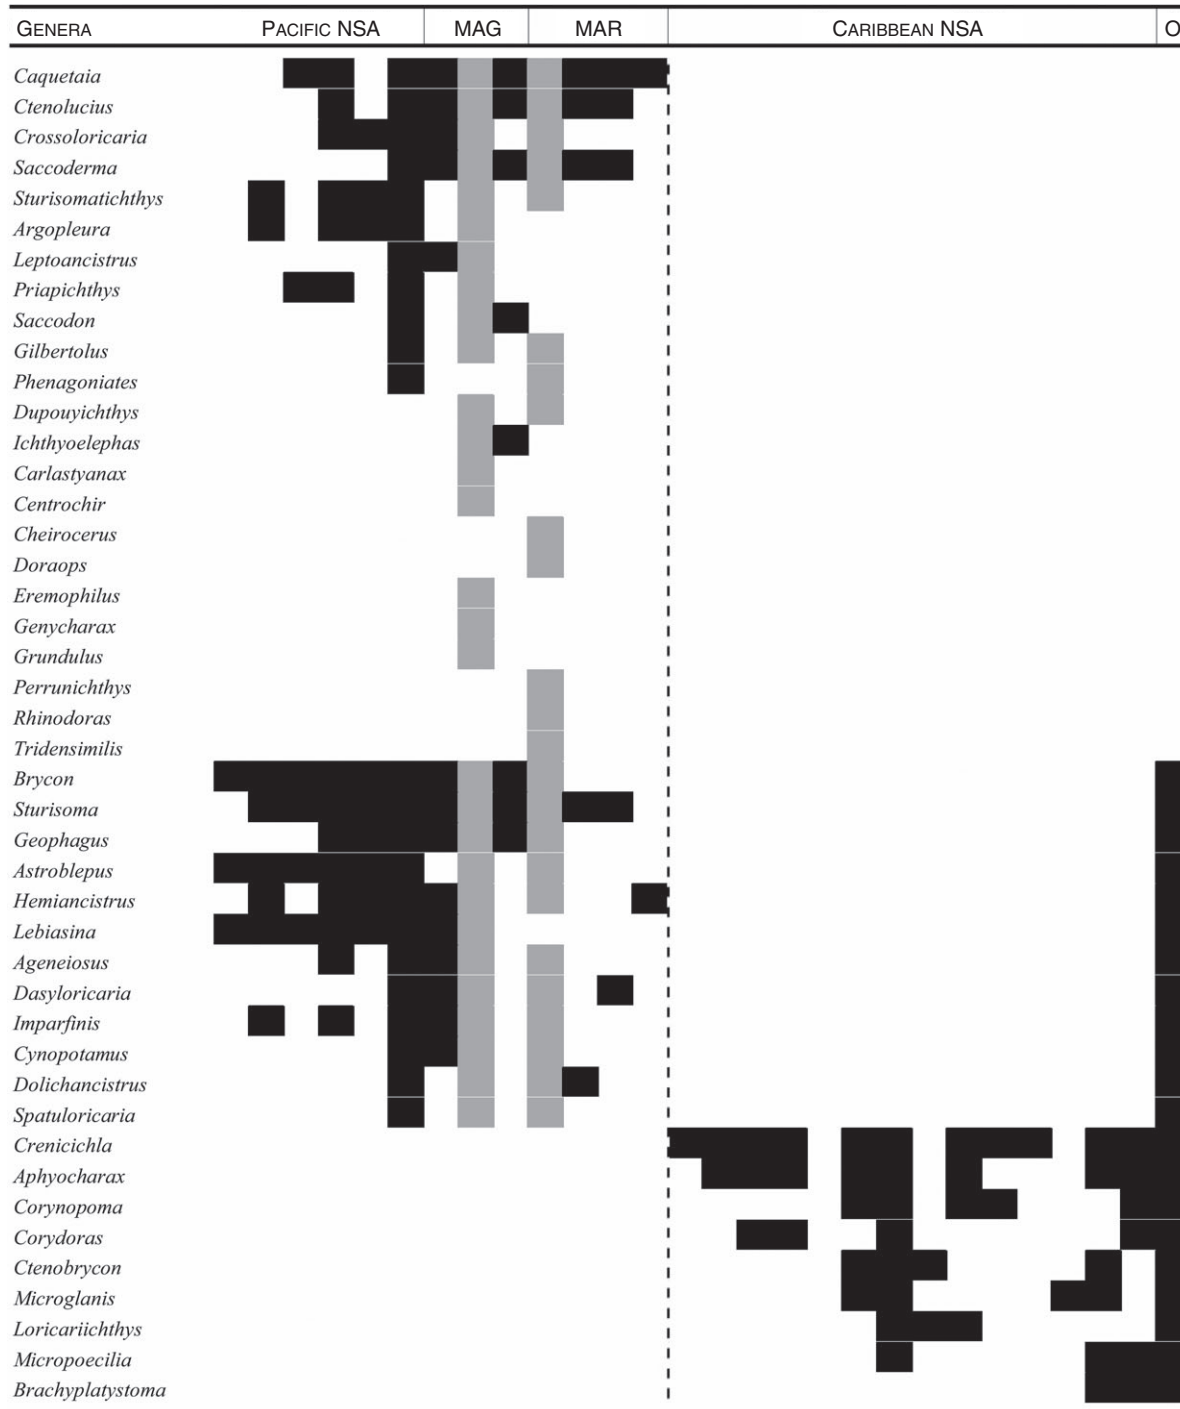 GENERA PACIFIC NSA MAG MAR CARIBBEAN NSA O
Caquetaia
Ctenolucius
Crossoloricaria
Saccoderma
Sturisomatichthys
Argopleura
Leptoancistrus
Priapichthys
Saccodon
Gilbertolus
Phenagoniates
Dupouyichthys
Ichthyoelephas
Carlastyanax
Centrochir
Cheirocerus
Doraops
Eremophilus
Genycharax
Grundulus
Perrunichthys
Rhinodoras
Tridensimilis
Brycon
Sturisoma
Geophagus
Astroblepus
Hemiancistrus
Lebiasina
Ageneiosus
Dasyloricaria
Imparfinis
Cynopotamus
Dolichancistrus
Spatuloricaria
Crenicichla
Aphyocharax
Corynopoma
Corydoras
Ctenobrycon
Microglanis
Loricariichthys
Micropoecilia
Brachyplatystoma